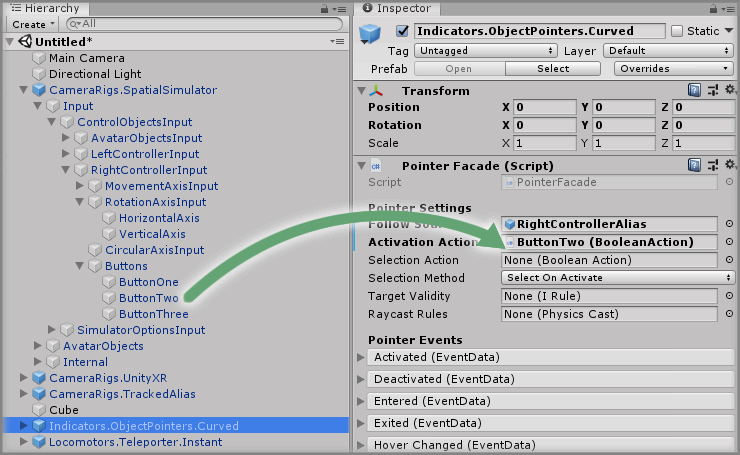 Hierarchy
Create
All
Untitled*
Main Camera
Directional Light
CameraRigs.SpatialSimulator
Input
ControlObjectsInput
AvatarObjectsInput
LeftControllerInput
RightControllerInput
MovementAxisInput
RotationAxisInput
HorizontalAxis
VerticalAxis
CircularAxisInput
Buttons
ButtonOne
ButtonTwo
ButtonThree
SimulatorOptionsInput
AvatarObjects
Internal
CameraRigs.UnityXR
CameraRigs.TrackedAlias
Cube
Indicators.ObjectPointers.Curved
Locomotors.Teleporter.Instant
Inspector
Indicators.ObjectPointers.Curved Static
Tag Untagged Layer Default
Prefab Open Select Overrides
Transform
Position X 0 Y 0 Z 0
Rotation X 0 Y 0 Z 0
Scale X 1 Y 1 Z 1
Pointer Facade (Script)
Script PointerFacade
Pointer Settings
Follow RightControllerAlias
Activation Action ButtonTwo (BooleanAction)
Selection Action None (Boolean Action)
Selection Method Select On Activate
Target Validity None (I Rule)
Raycast Rules None (Physics Cast)
Pointer Events
Activated (EventData)
Deactivated (EventData)
Entered (EventData)
Exited (EventData)
Hover Changed (EventData)